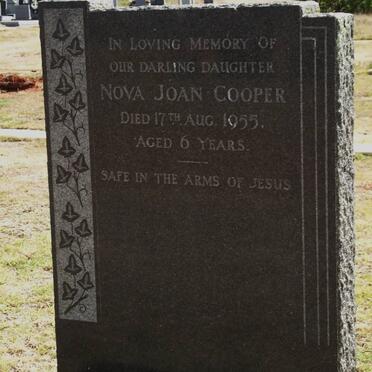 IN LOVING MEMORY OF
OUR DARLING DAUGHTER
NOVA JOAN COOPER
DIED 17TH AUG. 1955.
AGED 6 YEARS.
SAFE IN THE ARMS OF JESUS